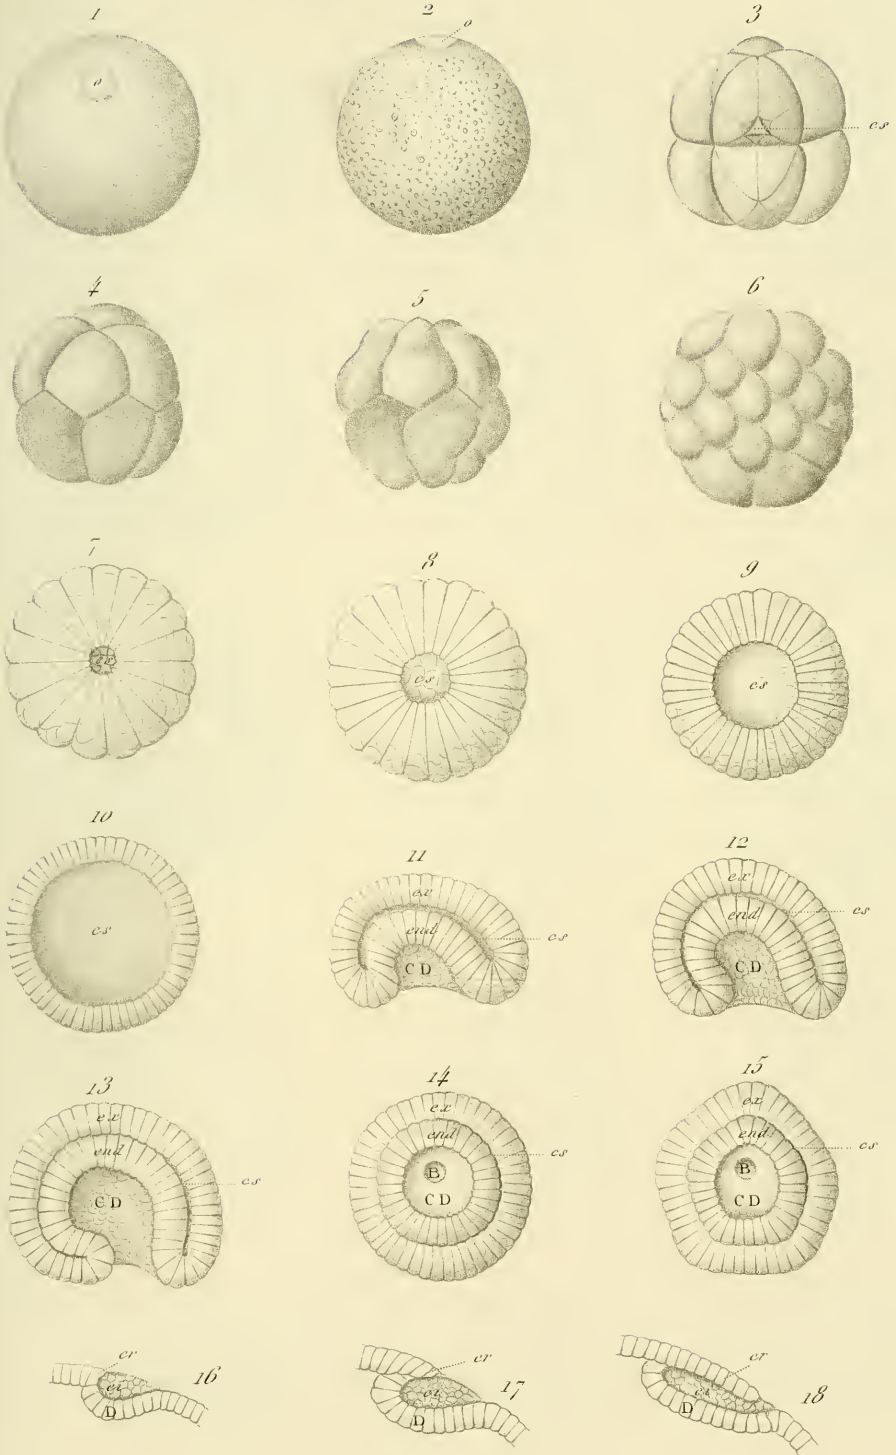 1 2 3
o o cs
4 5 6
7 8 9
cs cs
10 11 12
cs ex end cs CD ex end cs CD
13 14 15
ex end cs CD ex end cs B CD ex end cs B CD
16 17 18
er D er D er D